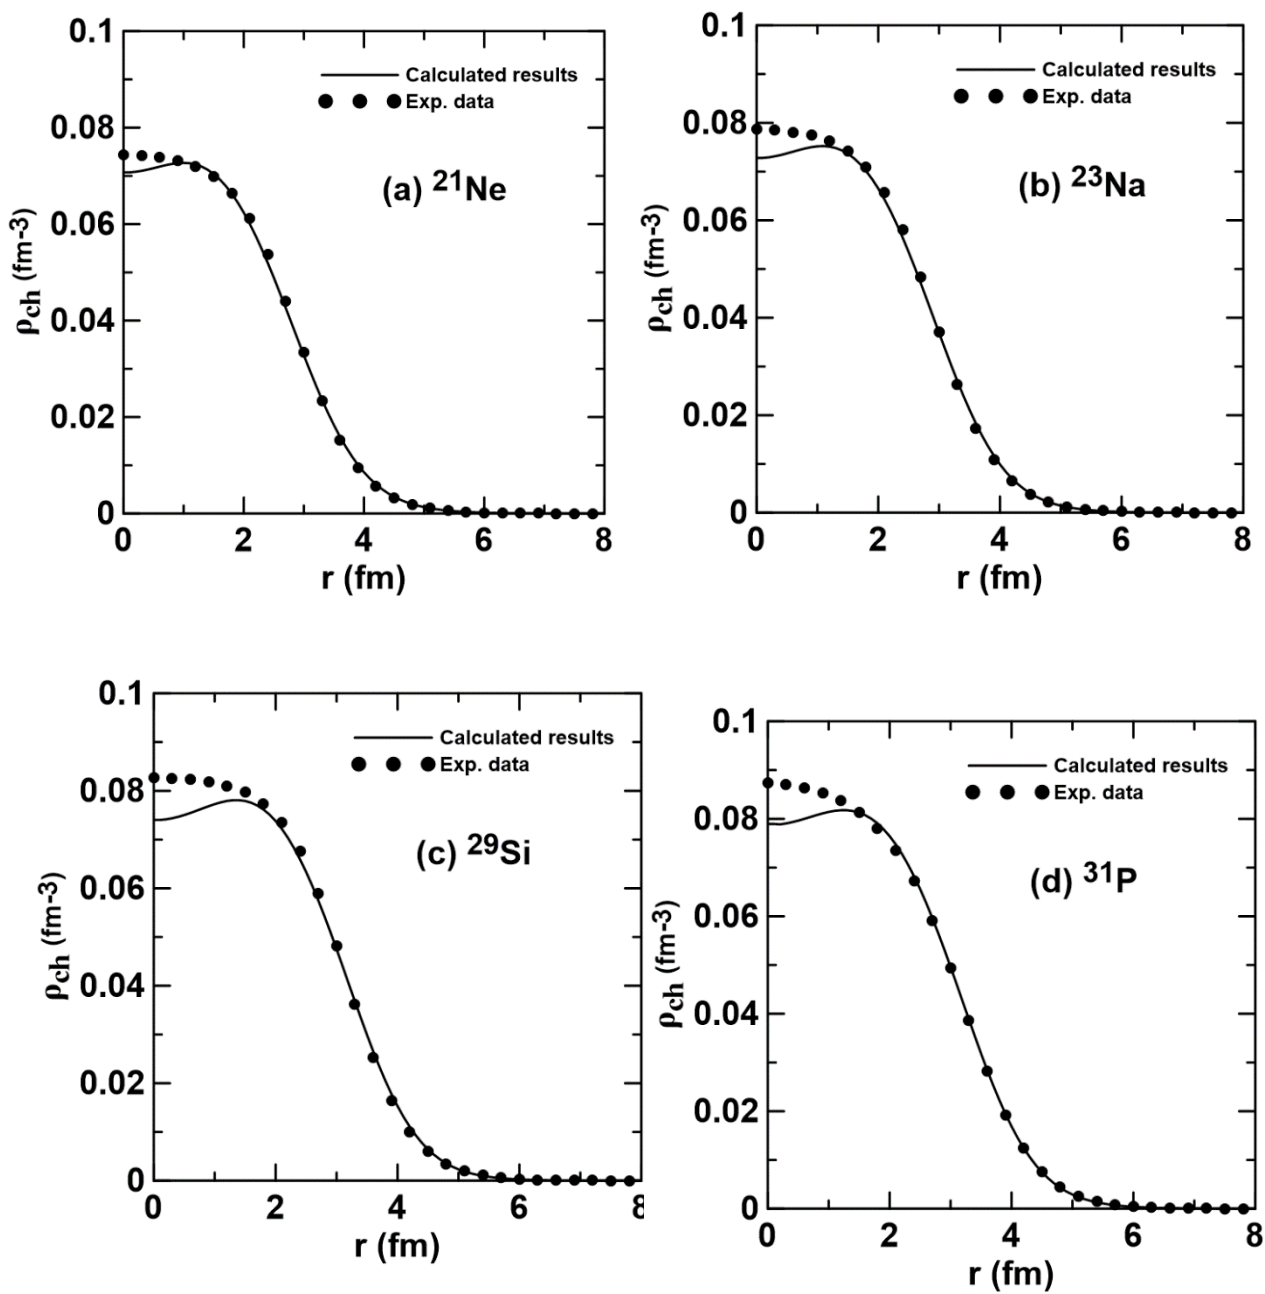 0.1
0.08
0.06
0.04
0.02
0
0 2 4 6 8
ρch (fm-3)
r (fm)
Calculated results
Exp. data
(a) 21Ne
0.1
0.08
0.06
0.04
0.02
0
0 2 4 6 8
ρch (fm-3)
r (fm)
Calculated results
Exp. data
(b) 23Na
0.1
0.08
0.06
0.04
0.02
0
0 2 4 6 8
ρch (fm-3)
r (fm)
Calculated results
Exp. data
(c) 29Si
0.1
0.08
0.06
0.04
0.02
0
0 2 4 6 8
ρch (fm-3)
r (fm)
Calculated results
Exp. data
(d) 31P